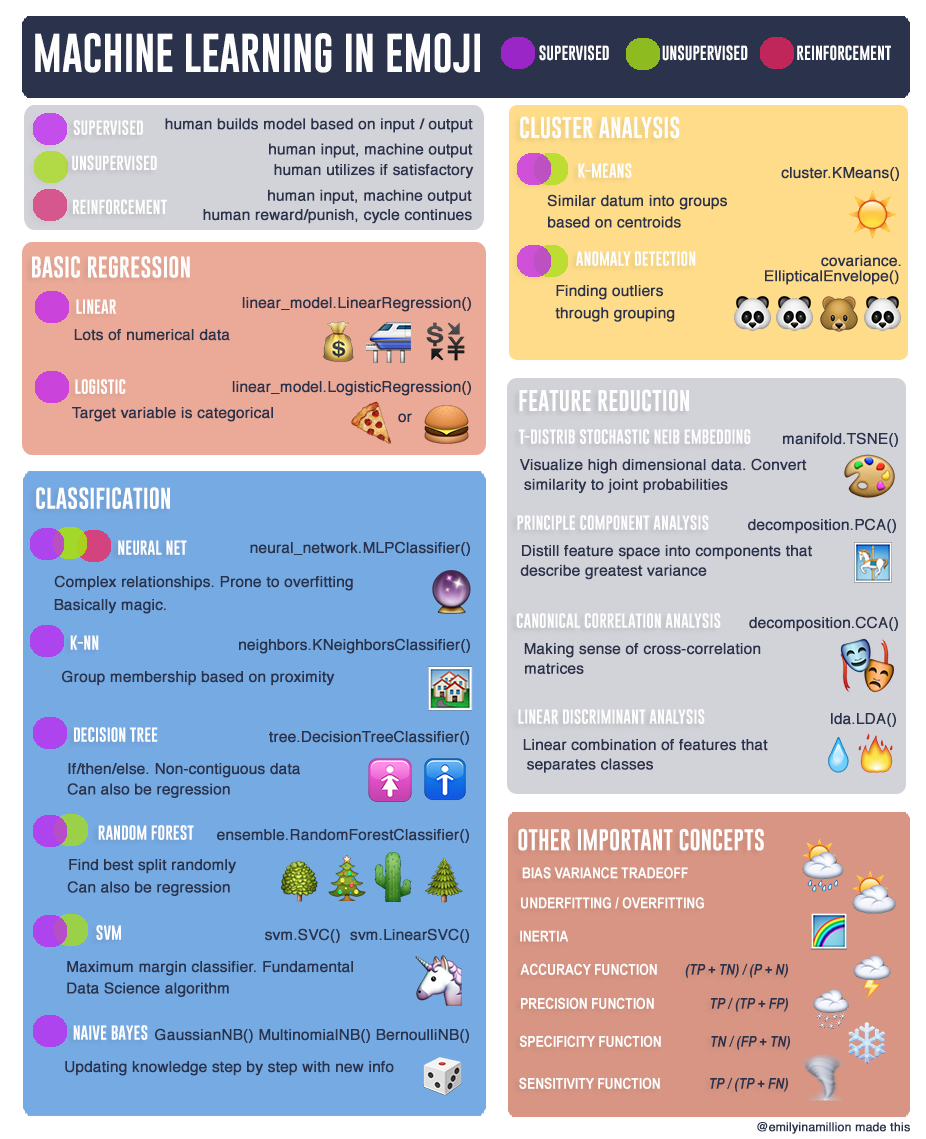 MACHINE LEARNING IN EMOJI
SUPERVISED
UNSUPERVISED
REINFORCEMENT
SUPERVISED
human builds model based on input / output
UNSUPERVISED
human input, machine output
human utilizes if satisfactory
REINFORCEMENT
human input, machine output
human reward/punish, cycle continues
BASIC REGRESSION
LINEAR
linear_model.LinearRegression()
Lots of numerical data
LOGISTIC
linear_model.LogisticRegression()
Target variable is categorical
or
CLASSIFICATION
NEURAL NET
neural_network.MLPClassifier()
Complex relationships. Prone to overfitting
Basically magic.
K-NN
neighbors.KNeighborsClassifier()
Group membership based on proximity
DECISION TREE
tree.DecisionTreeClassifier()
If/then/else. Non-contiguous data
Can also be regression
RANDOM FOREST
ensemble.RandomForestClassifier()
Find best split randomly
Can also be regression
SVM
svm.SVC() svm.LinearSVC()
Maximum margin classifier. Fundamental
Data Science algorithm
NAIVE BAYES
GaussianNB() MultinomialNB() BernoulliNB()
Updating knowledge step by step with new info
CLUSTER ANALYSIS
K-MEANS
cluster.KMeans()
Similar datum into groups
based on centroids
ANOMALY DETECTION
covariance.
EllipticalEnvelope()
Finding outliers
through grouping
FEATURE REDUCTION
T-DISTRIB STOCHASTIC NEIB EMBEDDING
manifold.TSNE()
Visualize high dimensional data. Convert
similarity to joint probabilities
PRINCIPLE COMPONENT ANALYSIS
decomposition.PCA()
Distill feature space into components that
describe greatest variance
CANONICAL CORRELATION ANALYSIS
decomposition.CCA()
Making sense of cross-correlation
matrices
LINEAR DISCRIMINANT ANALYSIS
lda.LDA()
Linear combination of features that
separates classes
OTHER IMPORTANT CONCEPTS
BIAS VARIANCE TRADEOFF
UNDERFITTING / OVERFITTING
INERTIA
ACCURACY FUNCTION (TP + TN) / (P + N)
PRECISION FUNCTION TP / (TP + FP)
SPECIFICITY FUNCTION TN / (FP + TN)
SENSITIVITY FUNCTION TP / (TP + FN)
@emilyinamillion made this